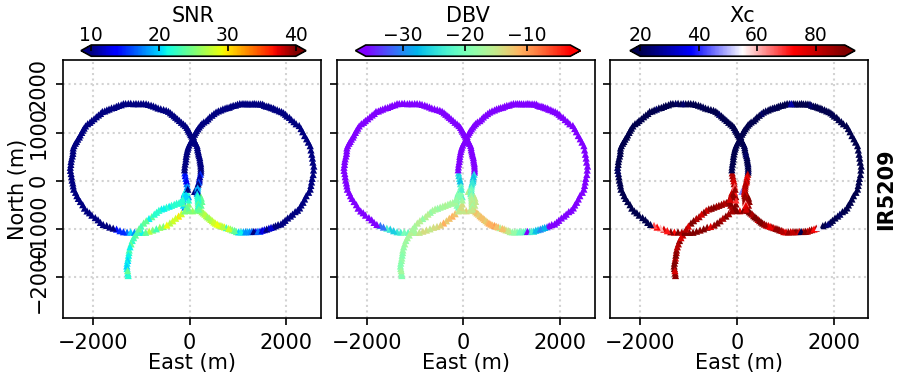 SNR DBV Xc
10 20 30 40 −30 −20 −10 20 40 60 80
2000
1000
0
−1000
−2000
North (m)
IR5209
−2000 0 2000 −2000 0 2000 −2000 0 2000
East (m) East (m) East (m)